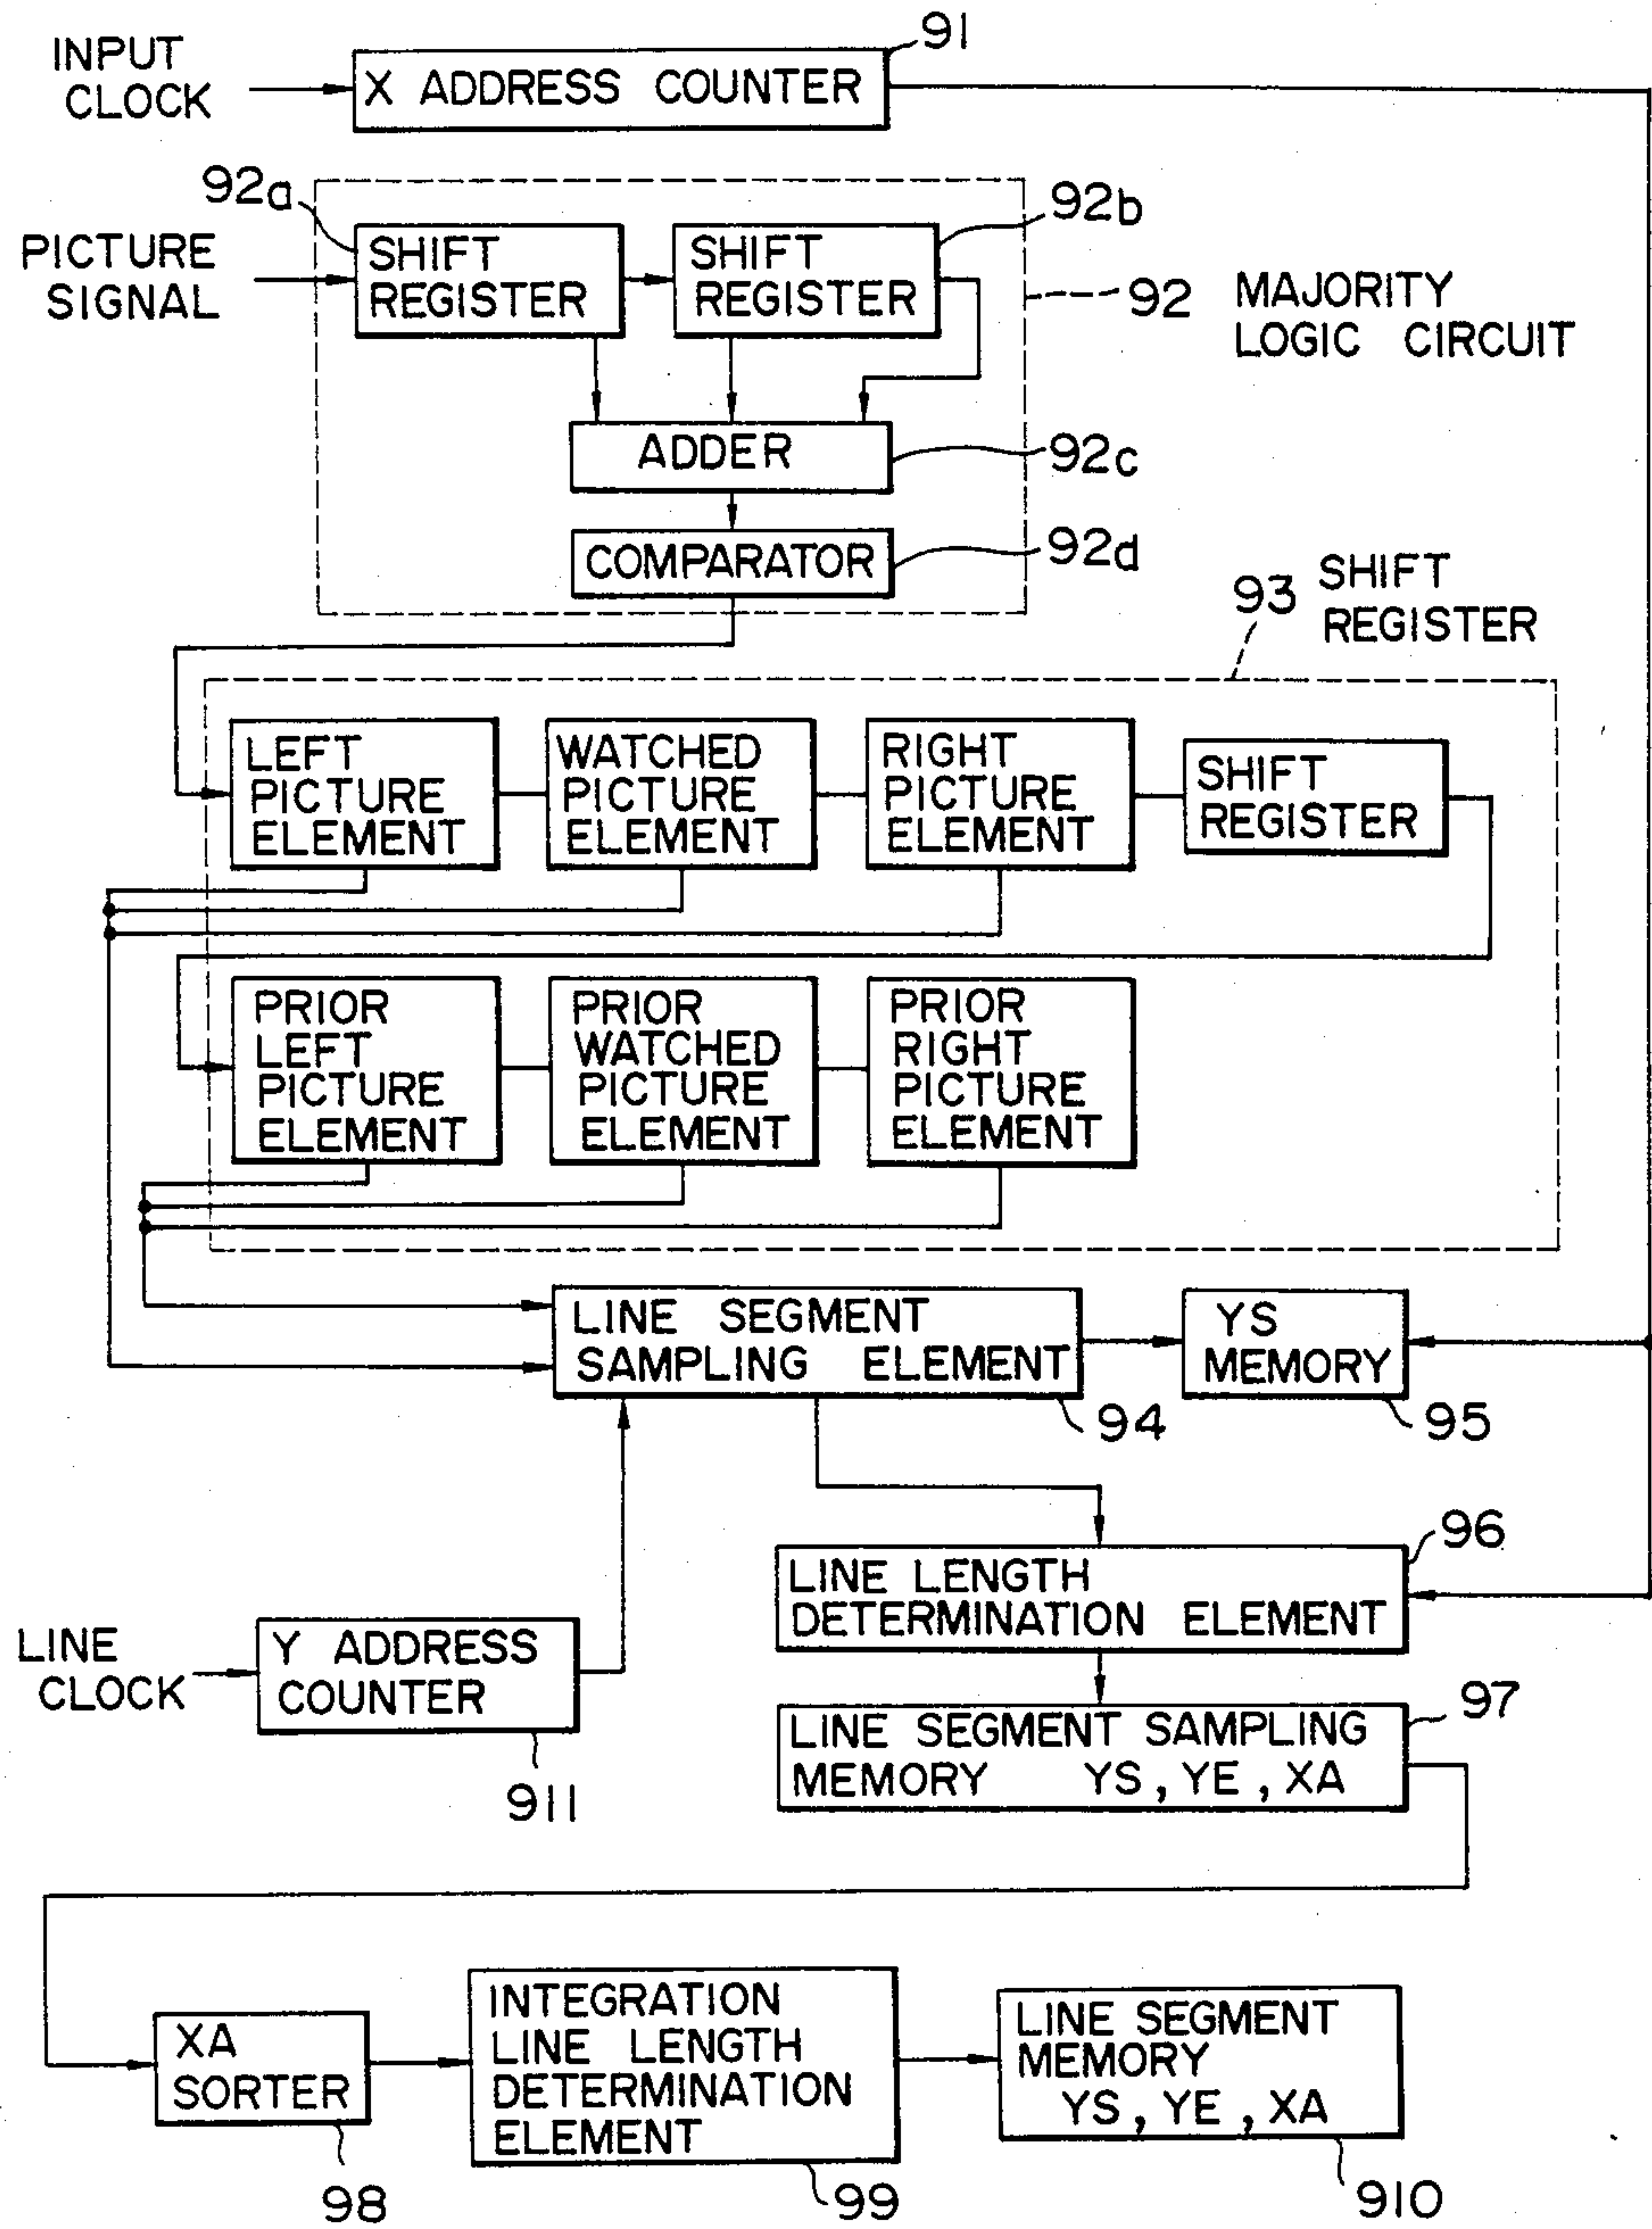 INPUT
CLOCK
X ADDRESS COUNTER
91
92a
PICTURE
SIGNAL
SHIFT
REGISTER
SHIFT
REGISTER
92b
92
MAJORITY
LOGIC CIRCUIT
ADDER
92c
COMPARATOR
92d
93
SHIFT
REGISTER
LEFT
PICTURE
ELEMENT
WATCHED
PICTURE
ELEMENT
RIGHT
PICTURE
ELEMENT
SHIFT
REGISTER
PRIOR
LEFT
PICTURE
ELEMENT
PRIOR
WATCHED
PICTURE
ELEMENT
PRIOR
RIGHT
PICTURE
ELEMENT
LINE SEGMENT
SAMPLING ELEMENT
94
YS
MEMORY
95
LINE LENGTH
DETERMINATION ELEMENT
96
LINE
CLOCK
Y ADDRESS
COUNTER
911
LINE SEGMENT SAMPLING
MEMORY YS, YE, XA
97
XA
SORTER
98
INTEGRATION
LINE LENGTH
DETERMINATION
ELEMENT
99
LINE SEGMENT
MEMORY
YS, YE, XA
910